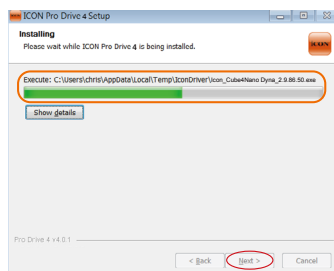 ICON Pro Drive 4 Setup
Installing
Please wait while ICON Pro Drive 4 is being installed.
ICON
Execute: C:\Users\chris\AppData\Local\Temp\IconDriver\Icon_Cube4Nano Dyna_2.9.86.50.exe
Show details
Pro Drive 4 v4.0.1
< Back
Next >
Cancel